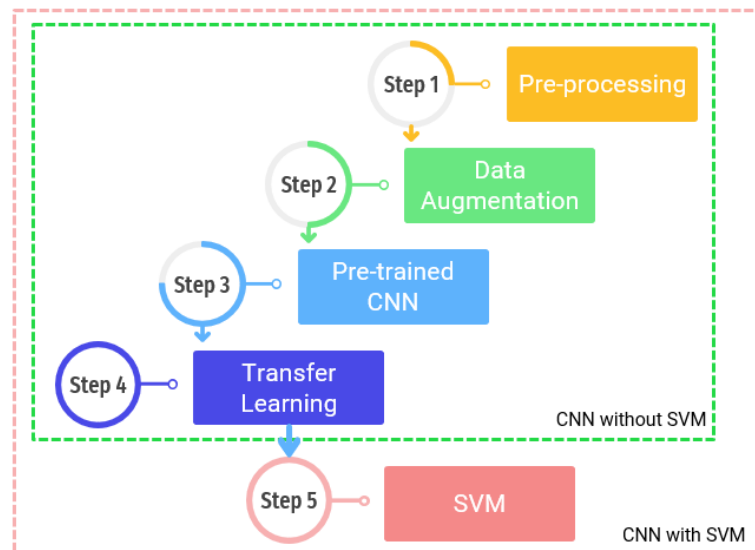 Step 1
Pre-processing
Step 2
Data
Augmentation
Step 3
Pre-trained
CNN
Step 4
Transfer
Learning
CNN without SVM
Step 5
SVM
CNN with SVM